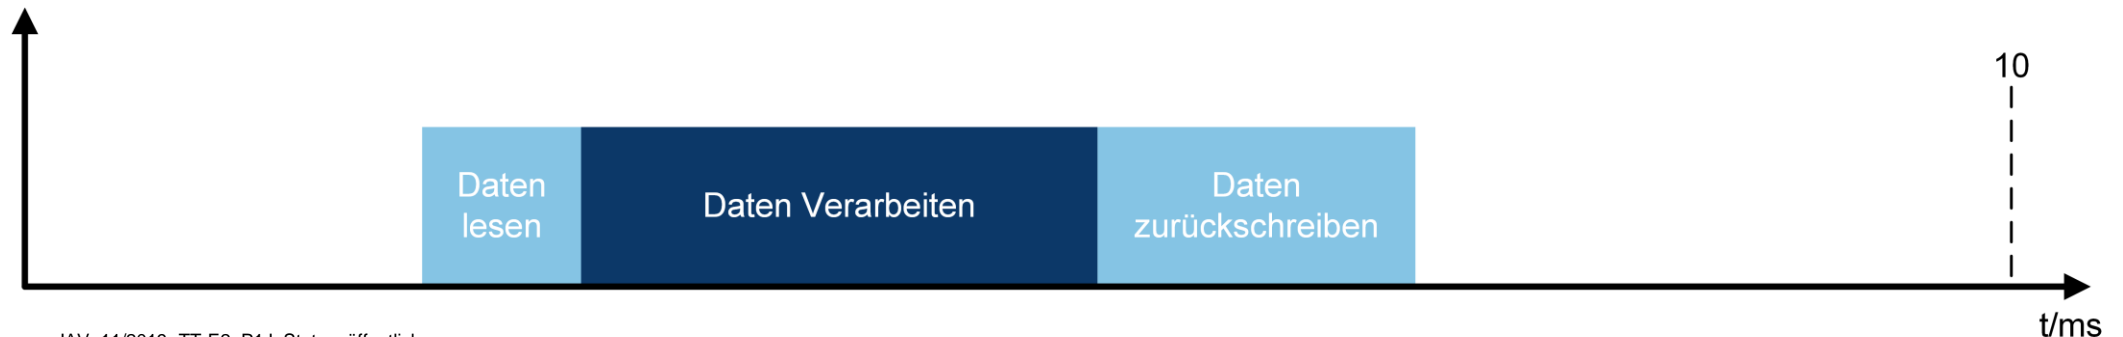 10
Daten
lesen
Daten Verarbeiten
Daten
zurückschreiben
t/ms